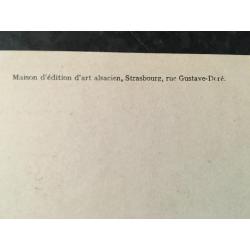 Maison d'édition d'art alsacien, Strasbourg, rue Gustave-Doré.